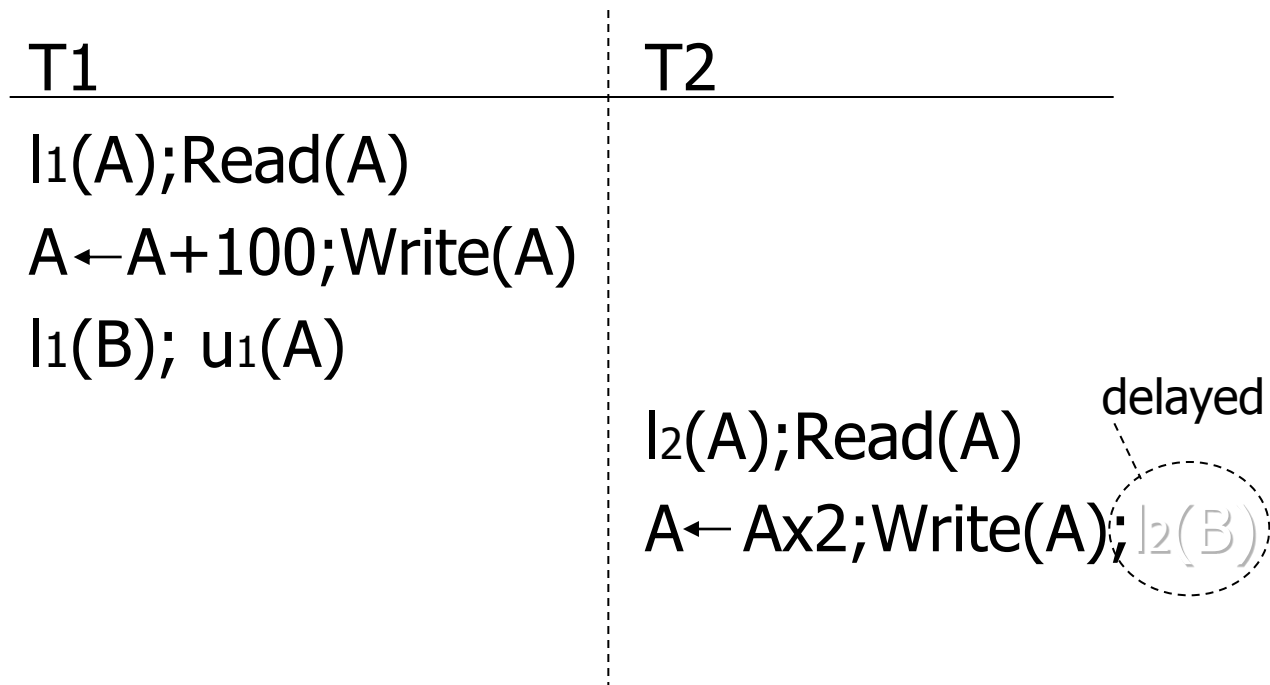 T1 T2
l1(A);Read(A)
A←A+100;Write(A)
l1(B); u1(A)
delayed
l2(A);Read(A)
A← Ax2;Write(A);l2(B)